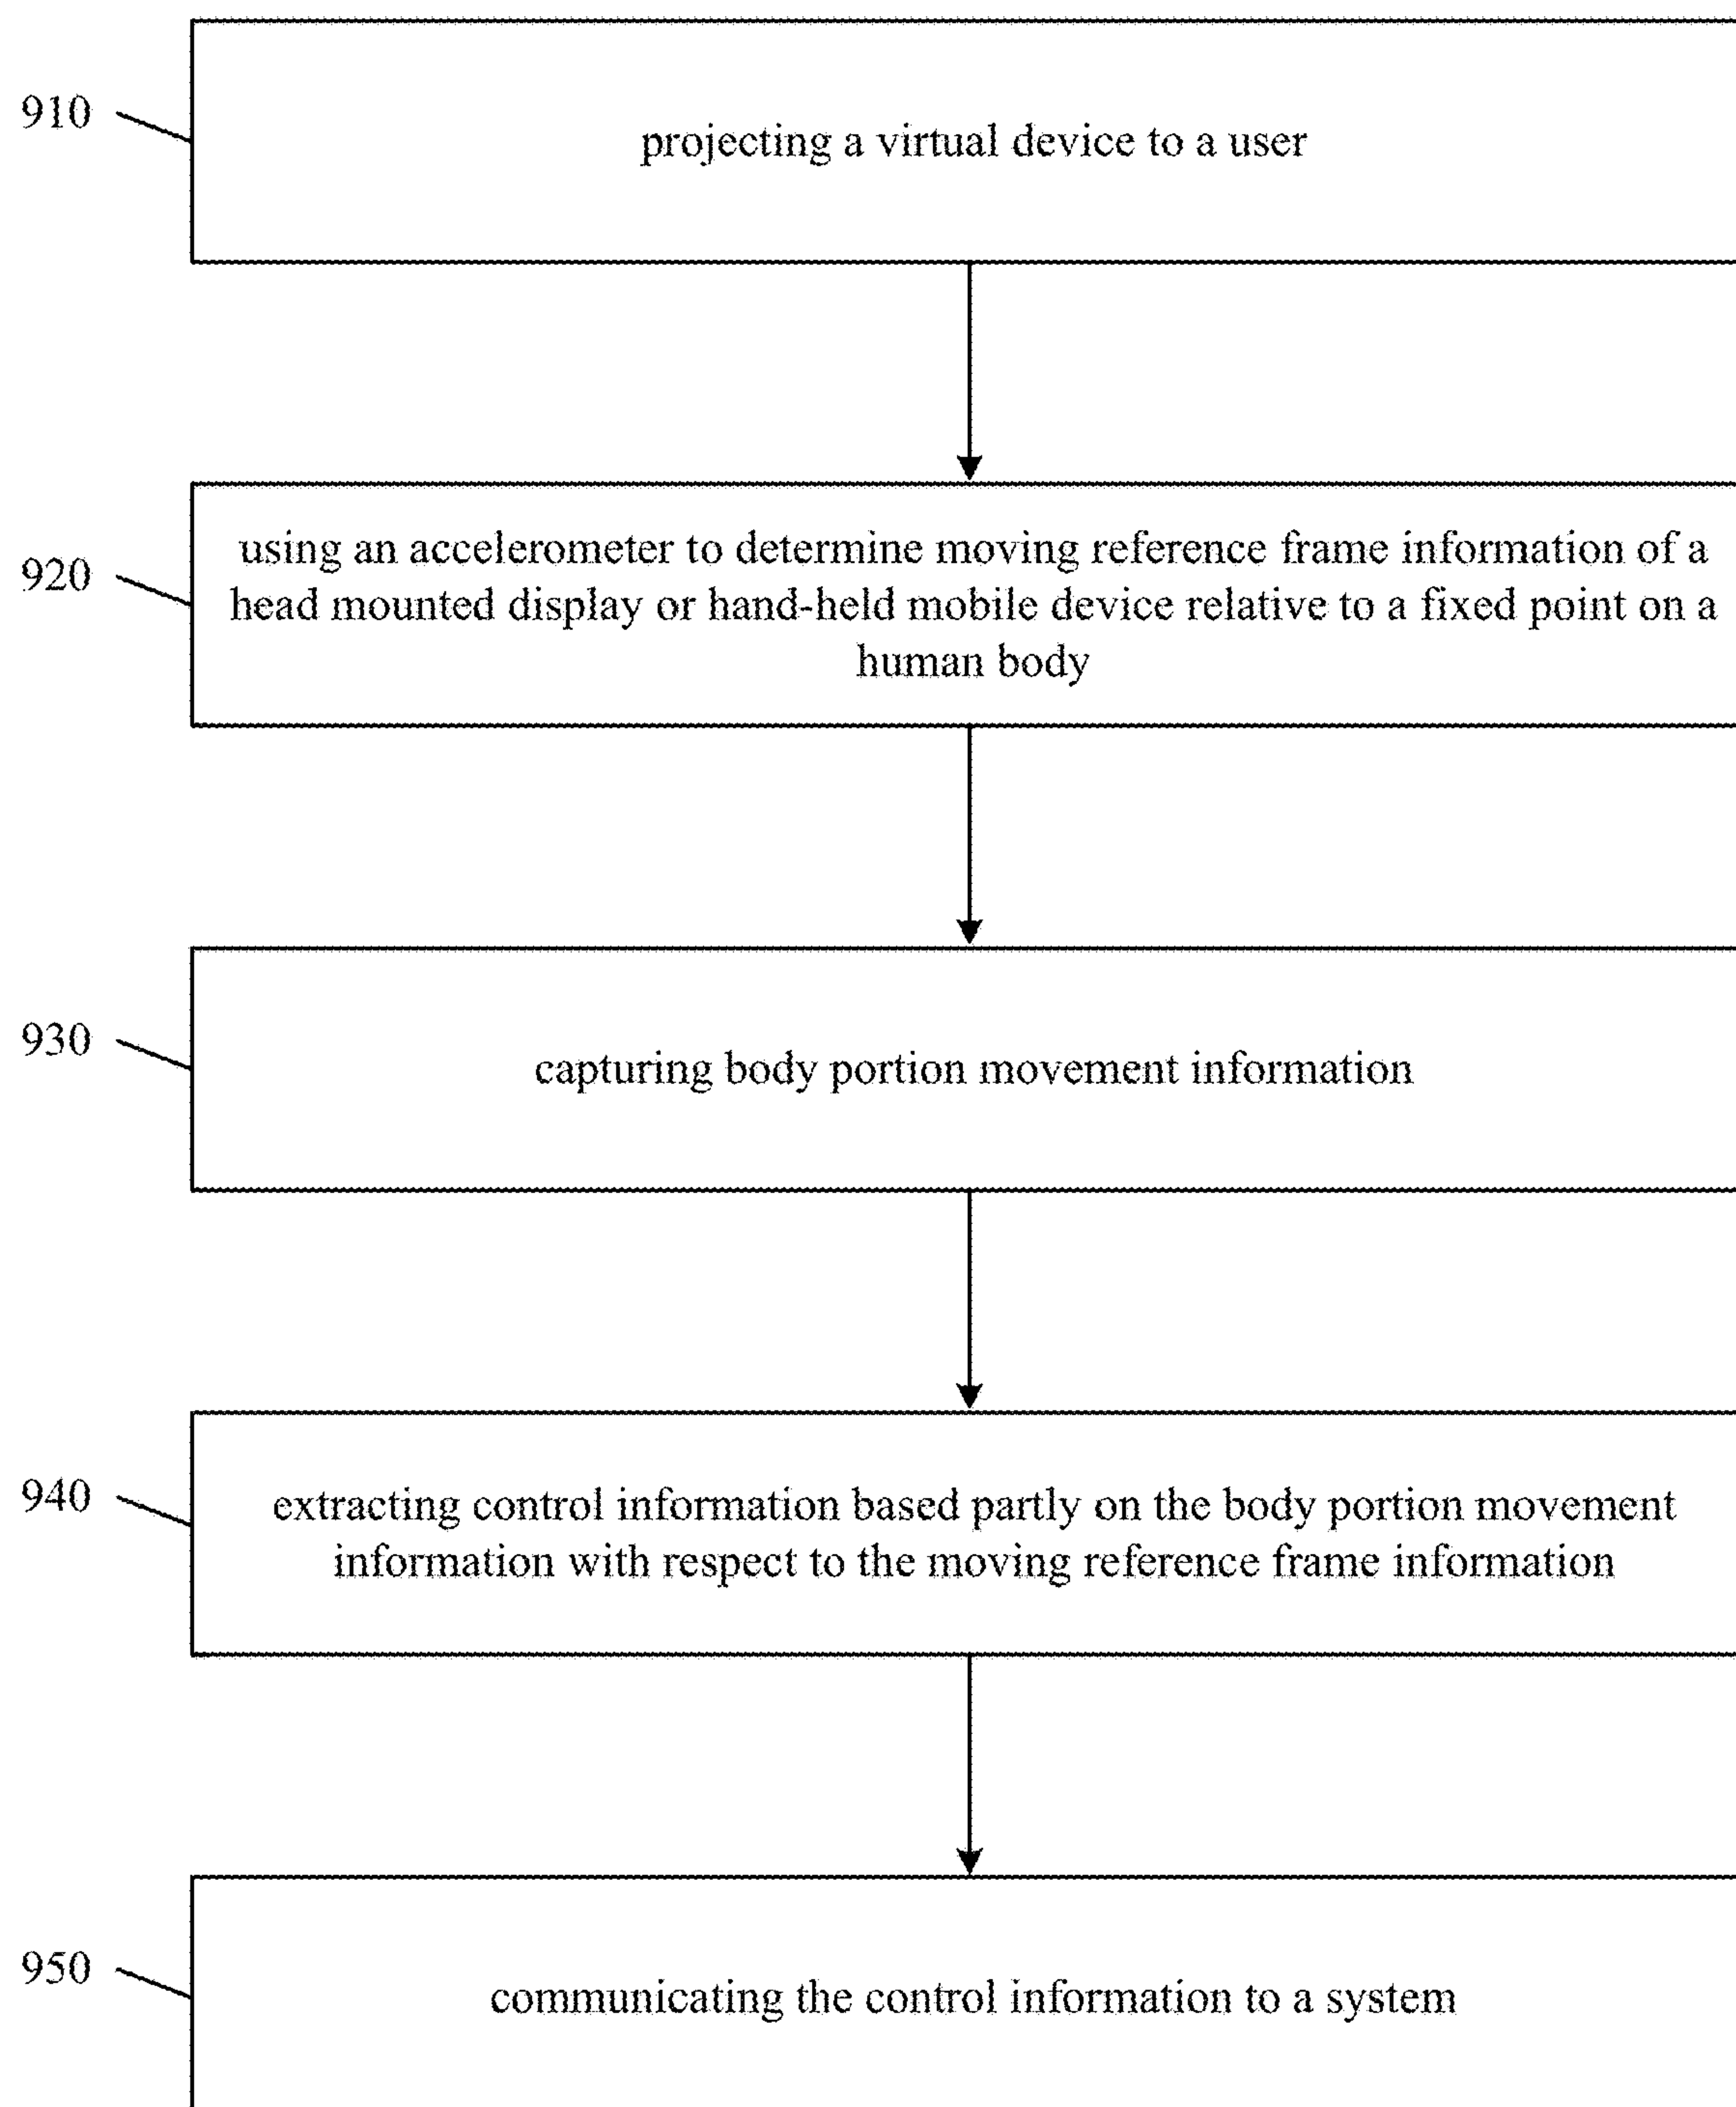 910
projecting a virtual device to a user
920
using an accelerometer to determine moving reference frame information of a
head mounted display or hand-held mobile device relative to a fixed point on a
human body
930
capturing body portion movement information
940
extracting control information based partly on the body portion movement
information with respect to the moving reference frame information
950
communicating the control information to a system